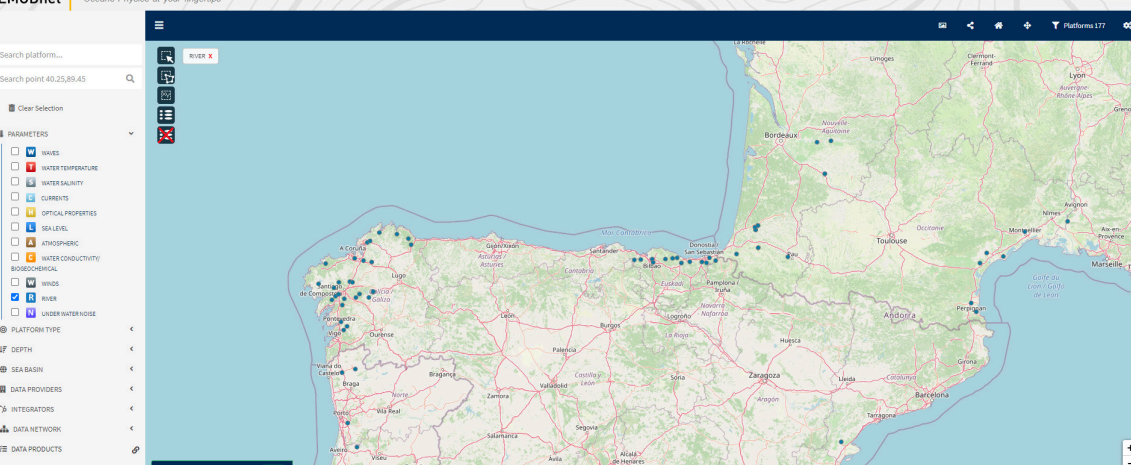 EMODnet
Oceans Physics at your fingertips
Search platform...
Search point 40.25,89.45
Clear Selection
PARAMETERS
W WAVES
T WATER TEMPERATURE
S WATER SALINITY
C CURRENTS
OPTICAL PROPERTIES
L SEA LEVEL
A ATMOSPHERIC
C WATER CONDUCTIVITY/
BIOGEOCHEMICAL
W WINDS
R RIVER
N UNDER WATER NOISE
PLATFORM TYPE
DEPTH
SEA BASIN
DATA PROVIDERS
INTEGRATORS
DATA NETWORK
DATA PRODUCTS
Platforms 177
RIVER X
La Rochelle
Limoges
Clermont-
Ferrand
Lyon
Auvergne-
Rhône-Alpes
Nouvelle-
Aquitaine
Bordeaux
Avignon
Nîmes
Montpellier
Aix-en-
Provence
Occitanie
Toulouse
Marseille
Golfe du
Lion / Golfo
de León
Pau
Perpignan
Andorra
Mar Cantábrico
A Coruña
Gijón/Xixón
Asturias /
Asturies
Santander
Cantabria
Bilbao
Donostia /
San Sebastián
Euskadi
Pamplona /
Iruña
Navarra -
Nafarroa
Lugo
Santiago
de Compostela
Galicia /
Galiza
Pontevedra
Vigo
Ourense
León
Burgos
Logroño
La Rioja
Huesca
Palencia
Viana do
Castelo
Braga
Bragança
Norte
Vila Real
Porto
Zamora
Valladolid
Castilla y
León
Soria
Zaragoza
Aragón
Lleida
Catalunya
Girona
Barcelona
Tarragona
Aveiro
Viseu
Salamanca
Segovia
Ávila
Alcalá
de Henares